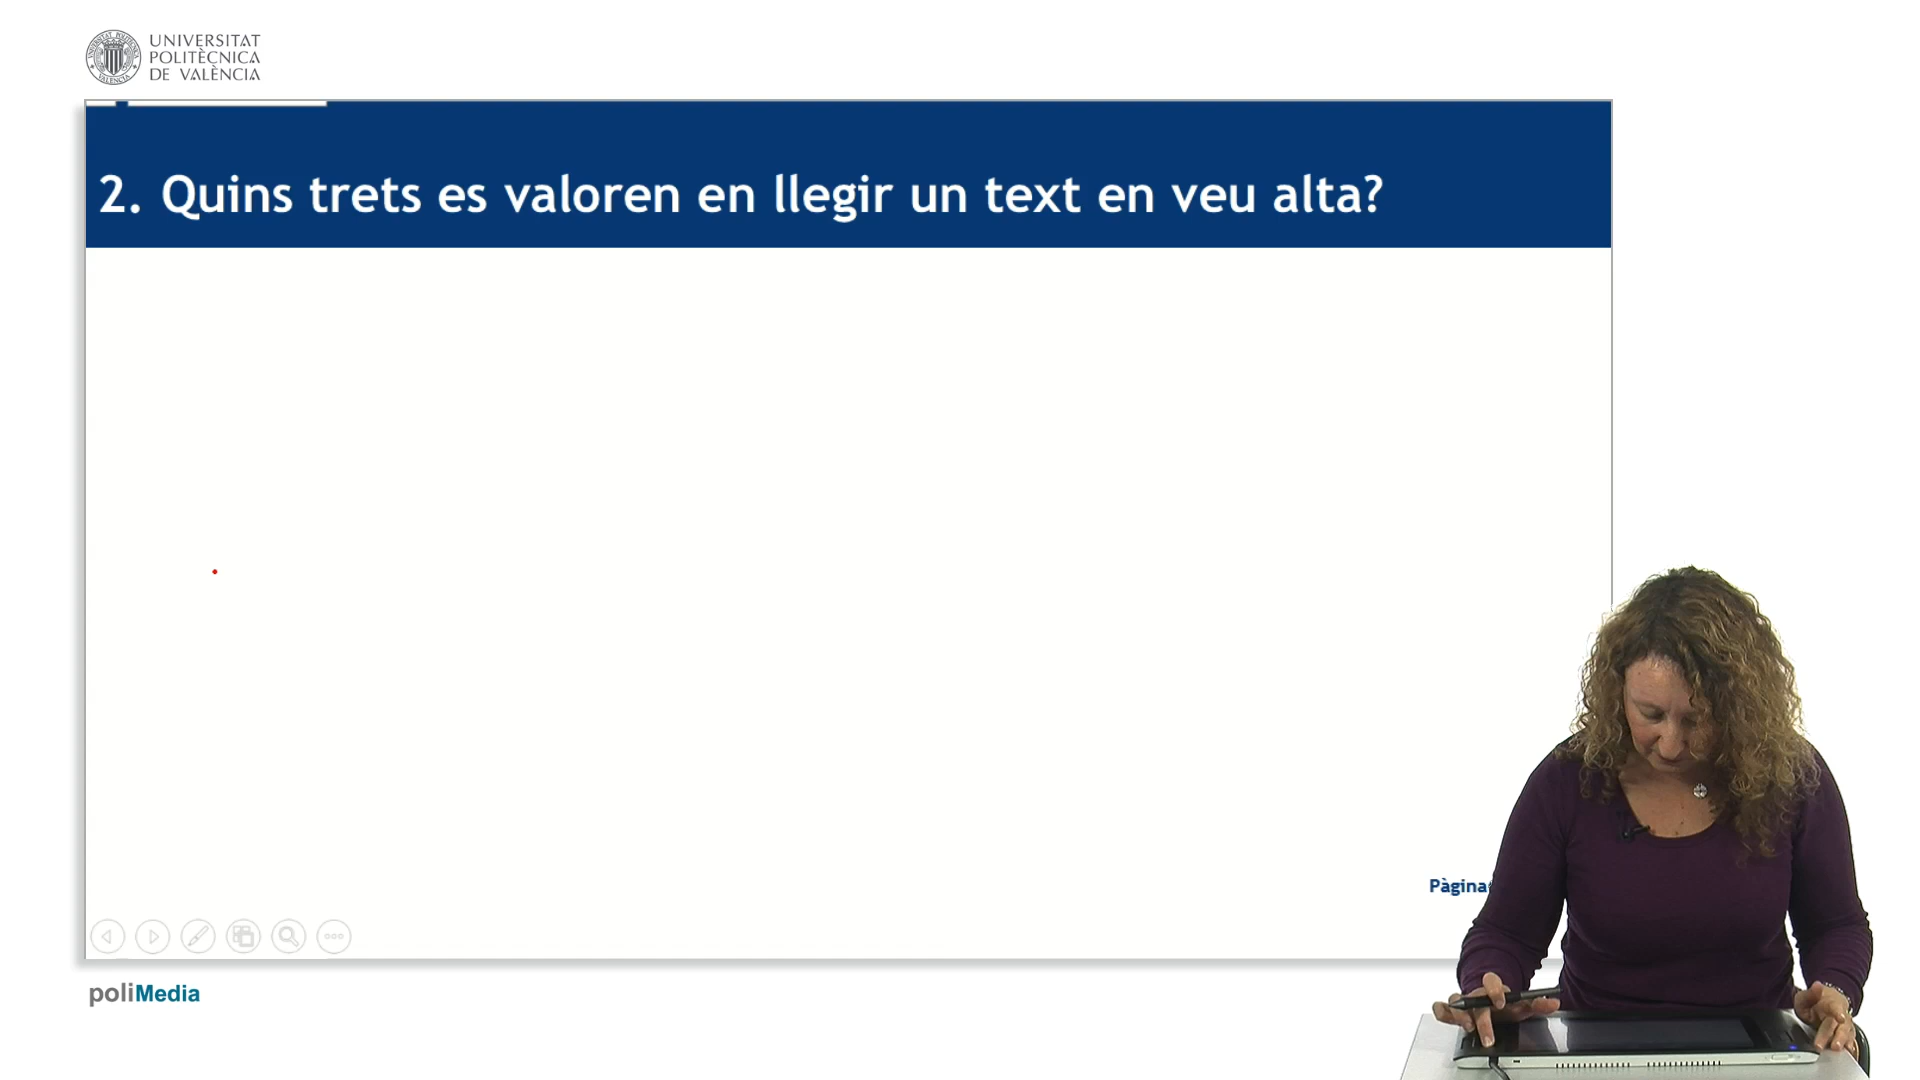 UNIVERSITAT
POLITÈCNICA
DE VALÈNCIA
2. Quins trets es valoren en llegir un text en veu alta?
Pàgina
poliMedia